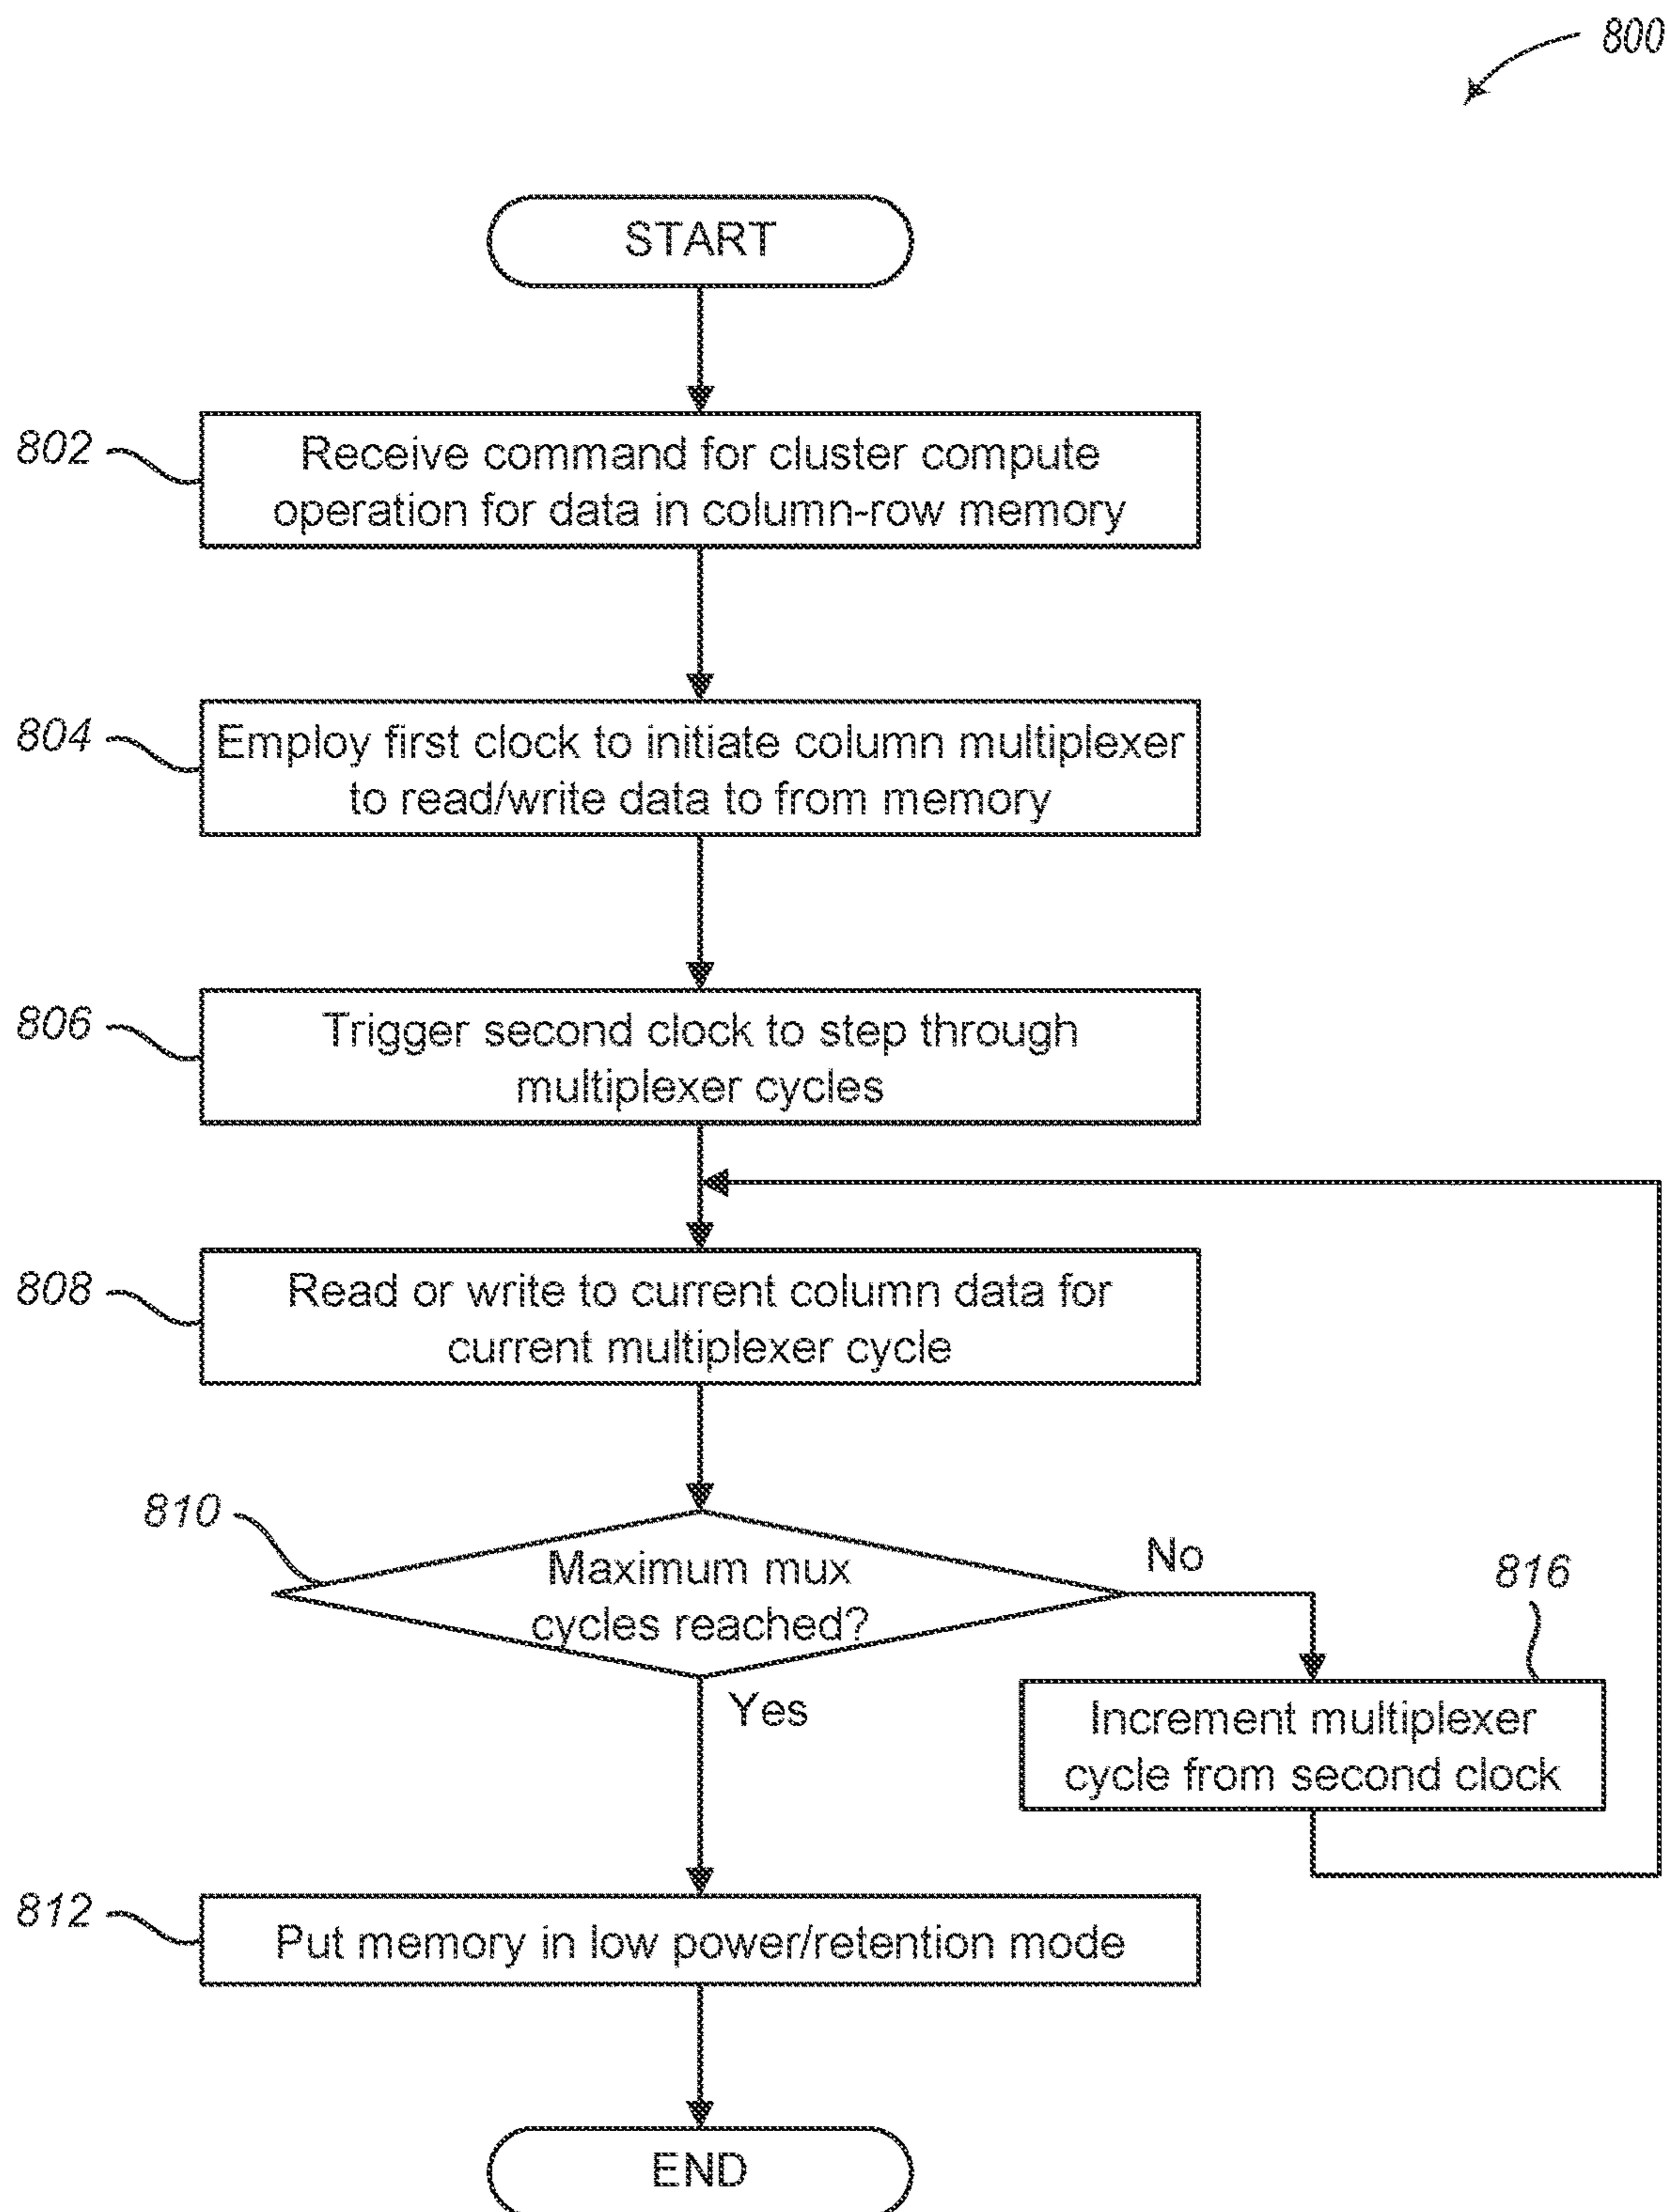 800
START
802
Receive command for cluster compute
operation for data in column-row memory
804
Employ first clock to initiate column multiplexer
to read/write data to from memory
806
Trigger second clock to step through
multiplexer cycles
808
Read or write to current column data for
current multiplexer cycle
810
Maximum mux
cycles reached?
No
816
Yes
Increment multiplexer
cycle from second clock
812
Put memory in low power/retention mode
END